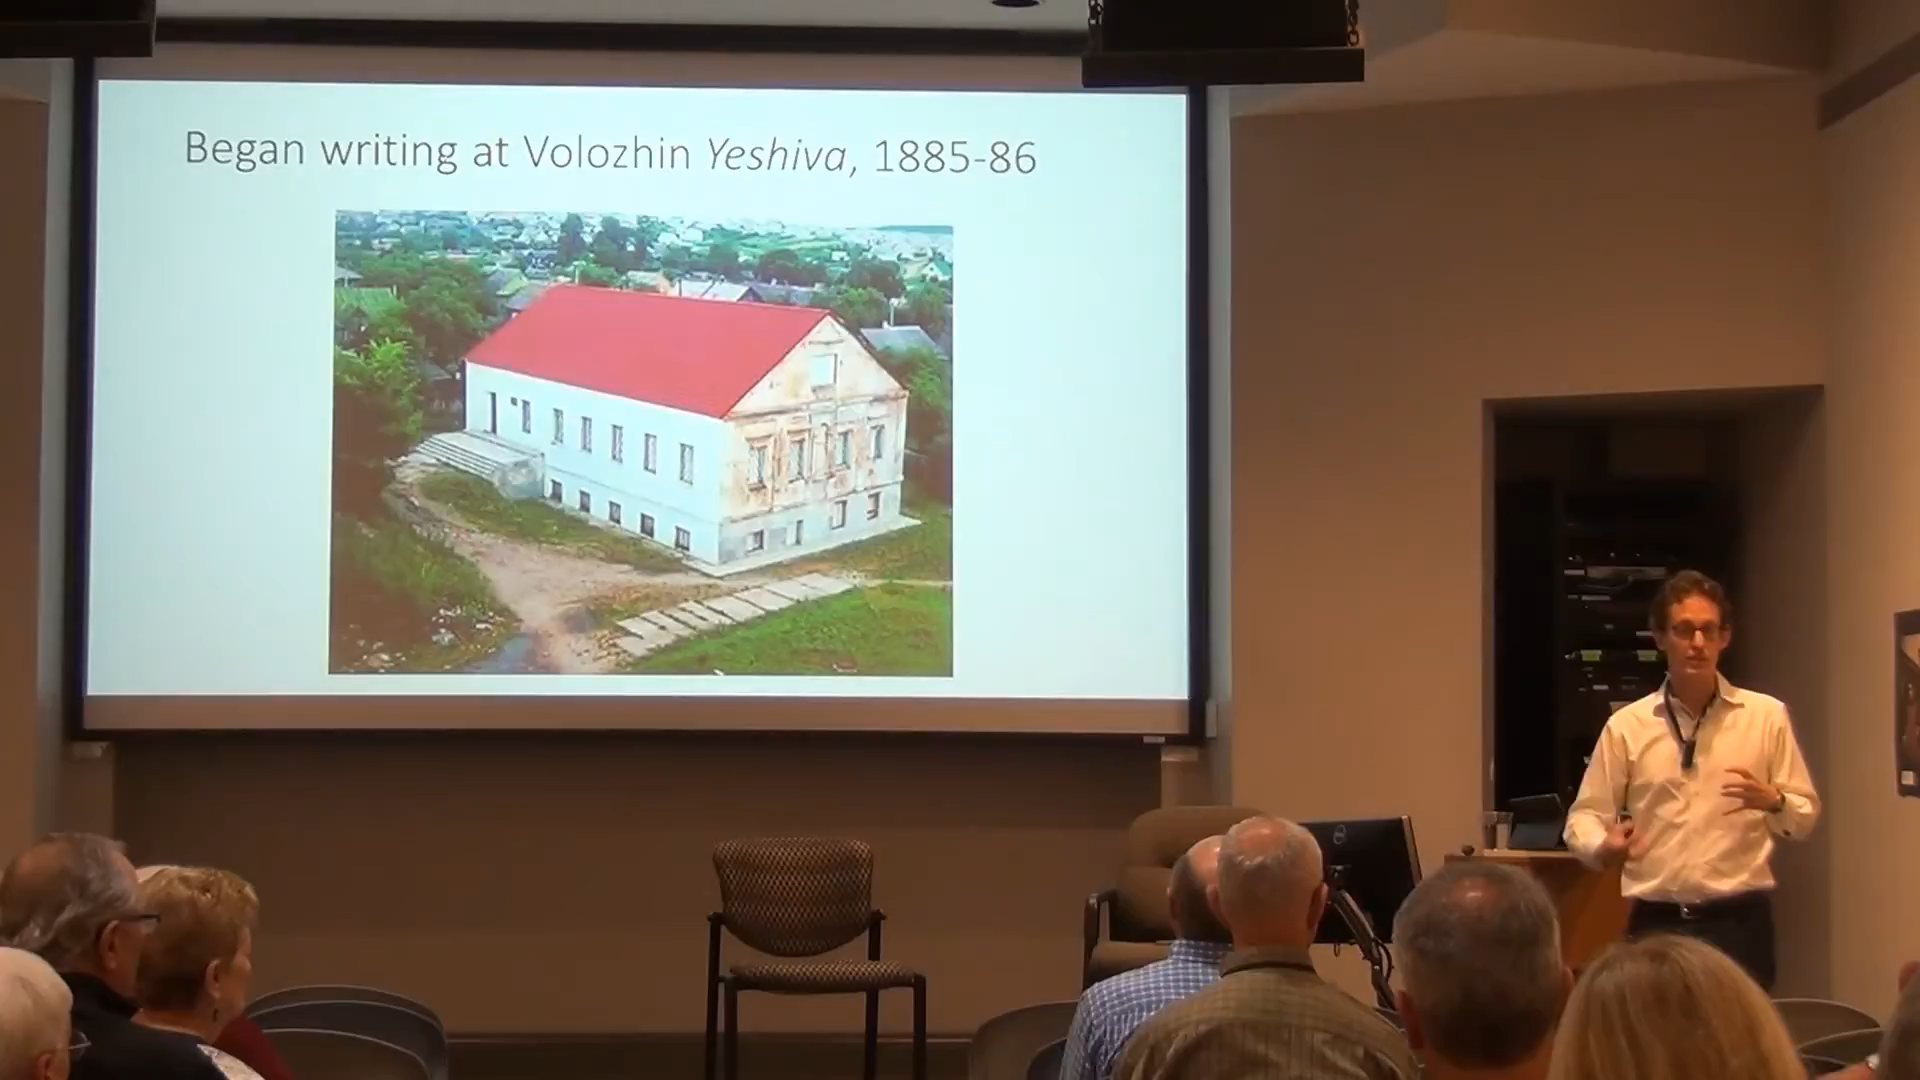 Began writing at Volozhin Yeshiva, 1885-86